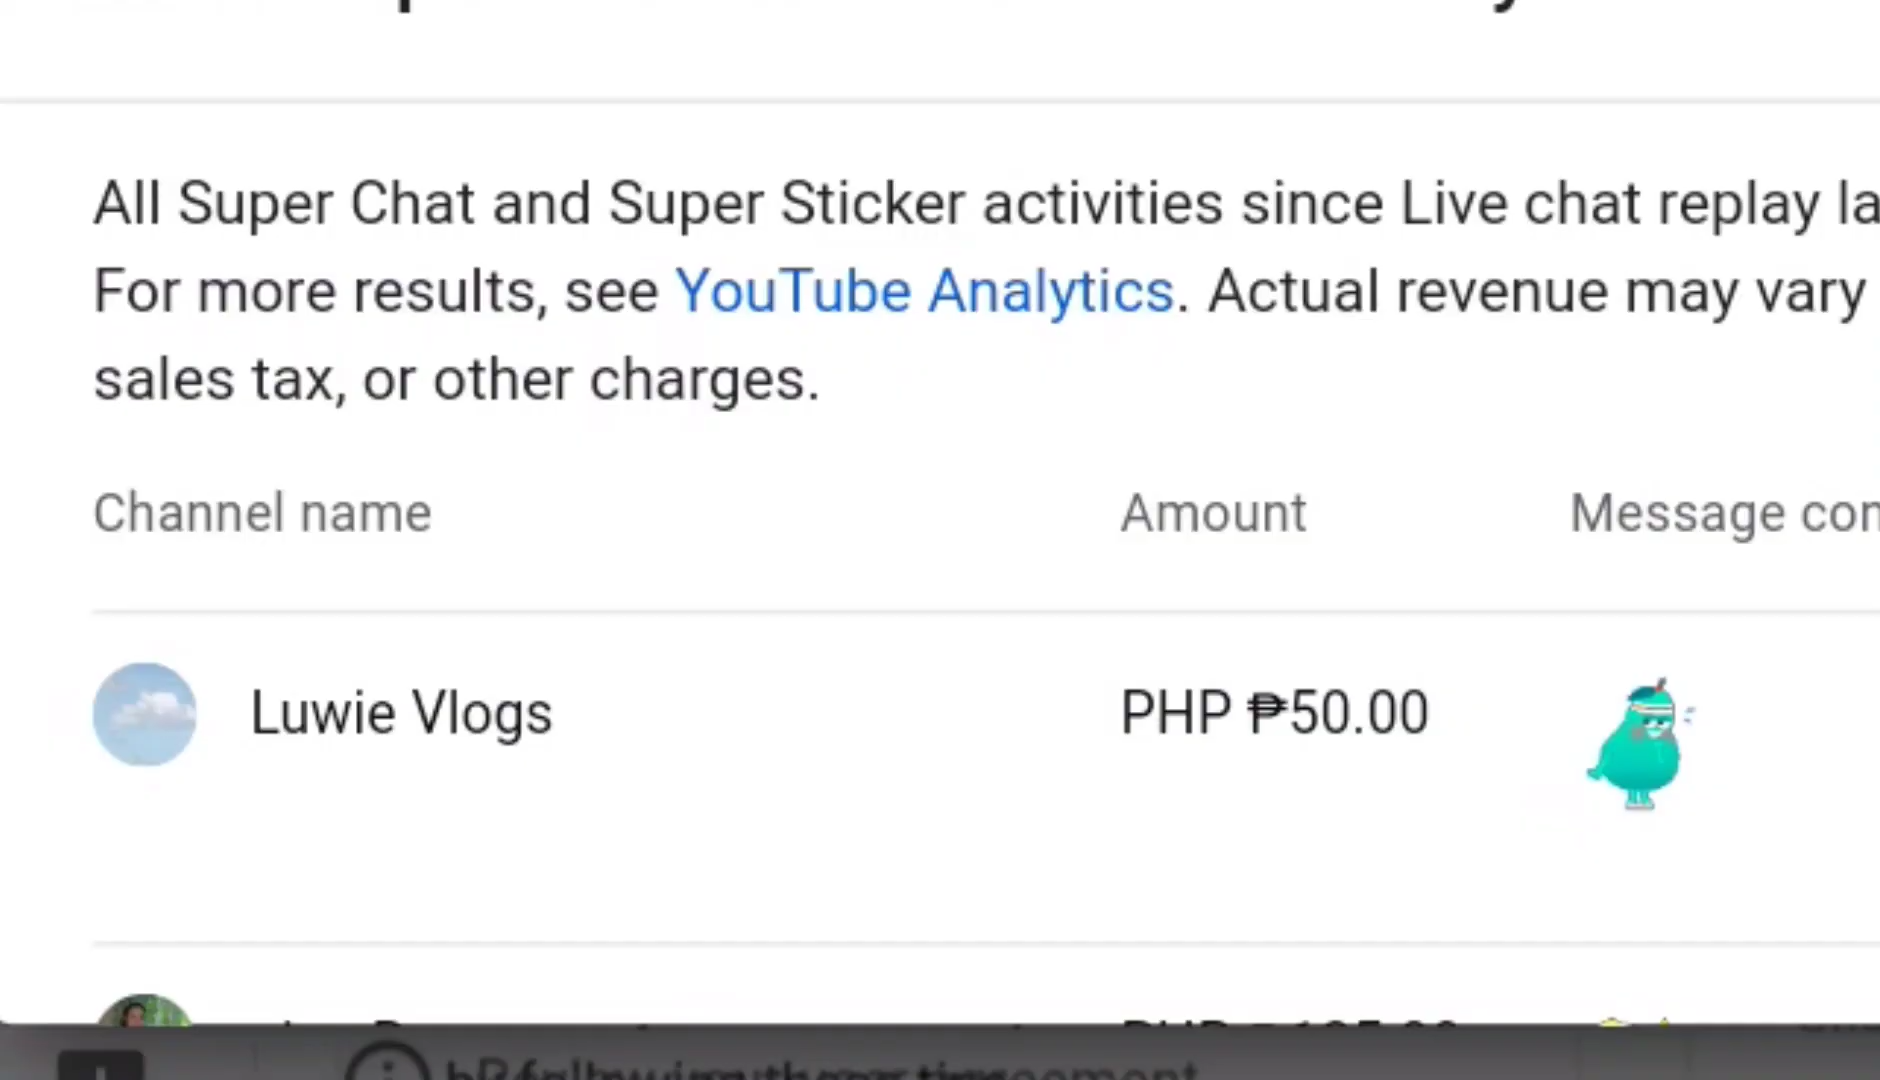 All Super Chat and Super Sticker activities since Live chat replay la
For more results, see YouTube Analytics. Actual revenue may vary
sales tax, or other charges.
Channel name Amount Message con
Luwie Vlogs PHP ₱50.00